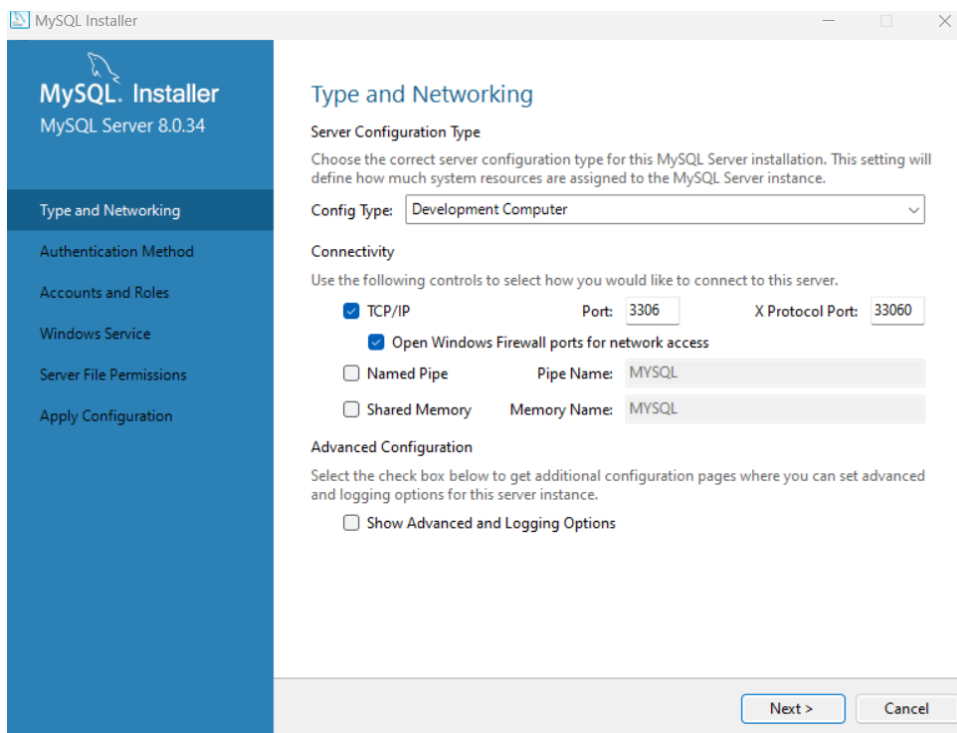 MySQL Installer
MySQL. Installer
MySQL Server 8.0.34
Type and Networking
Authentication Method
Accounts and Roles
Windows Service
Server File Permissions
Apply Configuration
Type and Networking
Server Configuration Type
Choose the correct server configuration type for this MySQL Server installation. This setting will
define how much system resources are assigned to the MySQL Server instance.
Config Type: Development Computer
Connectivity
Use the following controls to select how you would like to connect to this server.
TCP/IP Port: 3306 X Protocol Port: 33060
Open Windows Firewall ports for network access
Named Pipe Pipe Name: MYSQL
Shared Memory Memory Name: MYSQL
Advanced Configuration
Select the check box below to get additional configuration pages where you can set advanced
and logging options for this server instance.
Show Advanced and Logging Options
Next > Cancel